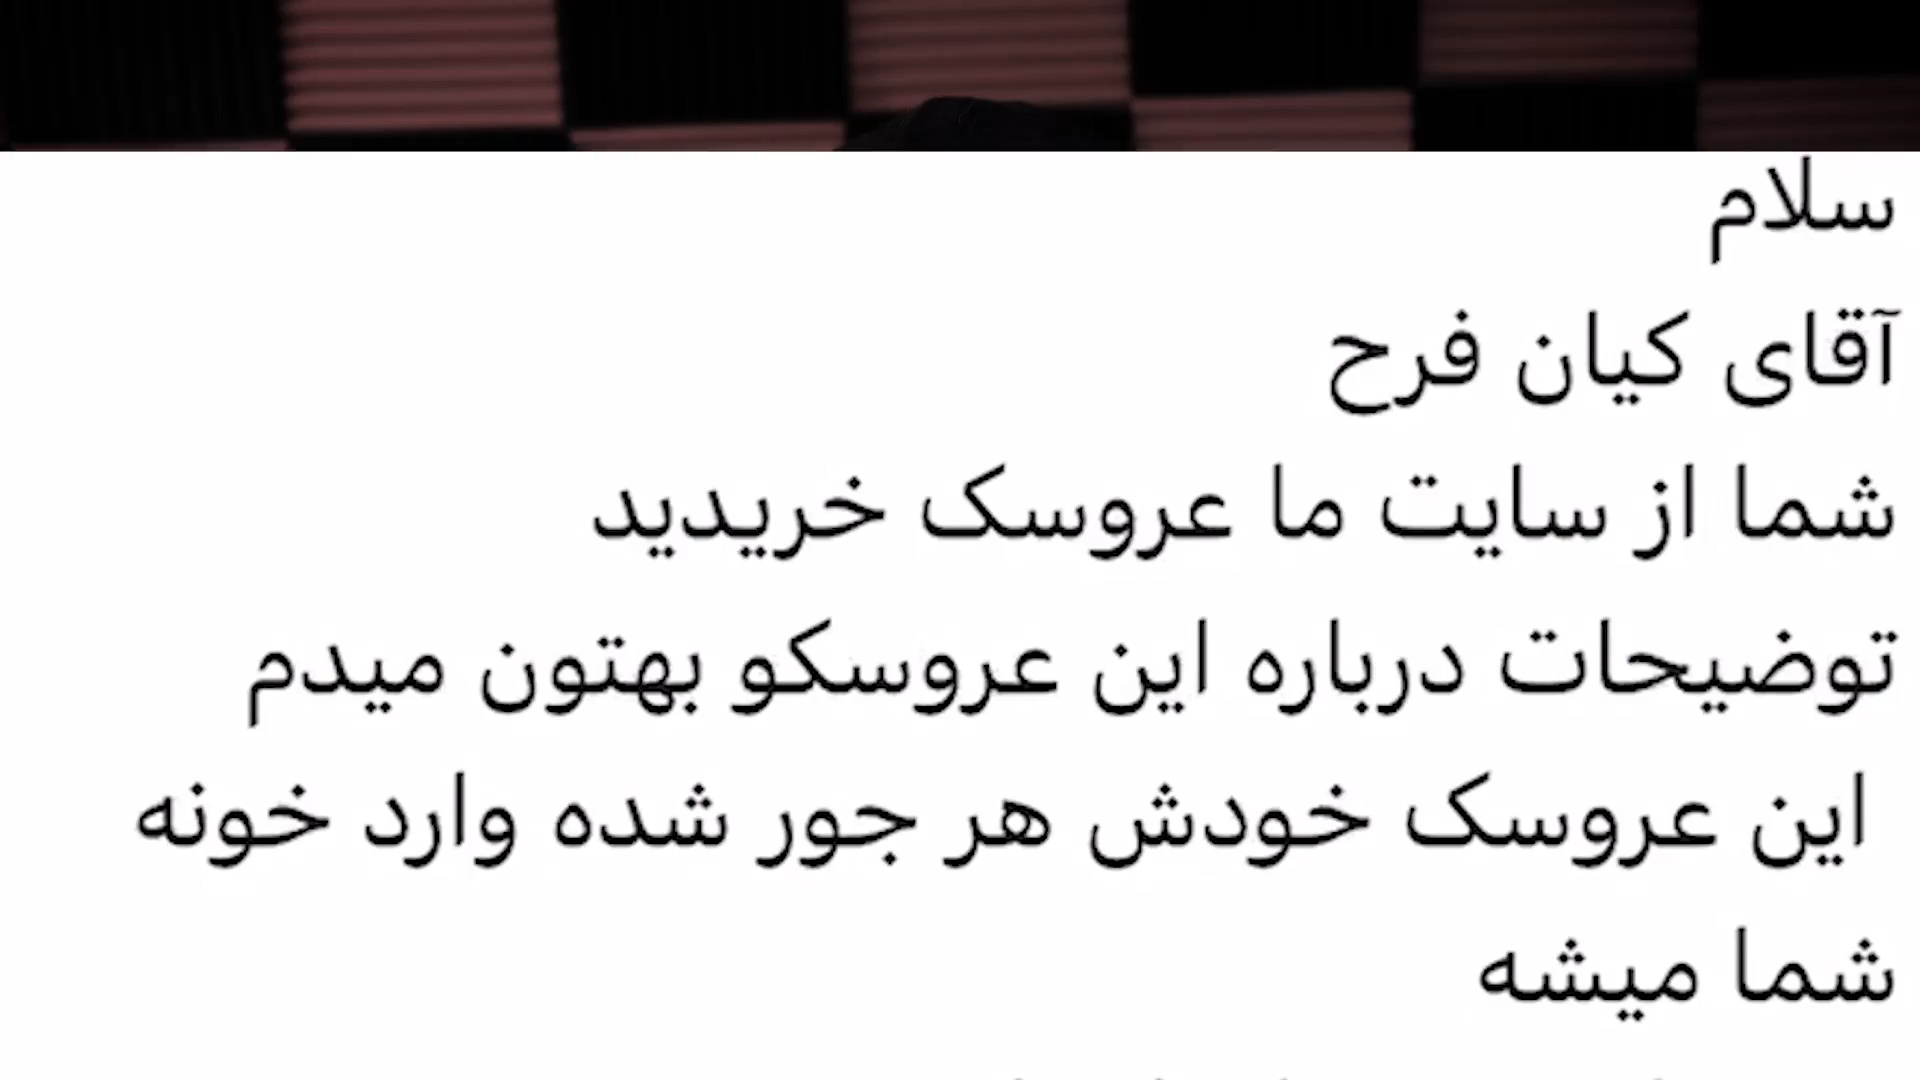 سلام
آقای کیان فرح
شما از سایت ما عروسک خریدید
توضیحات درباره این عروسکو بهتون میدم
این عروسک خودش هر جور شده وارد خونه
شما میشه